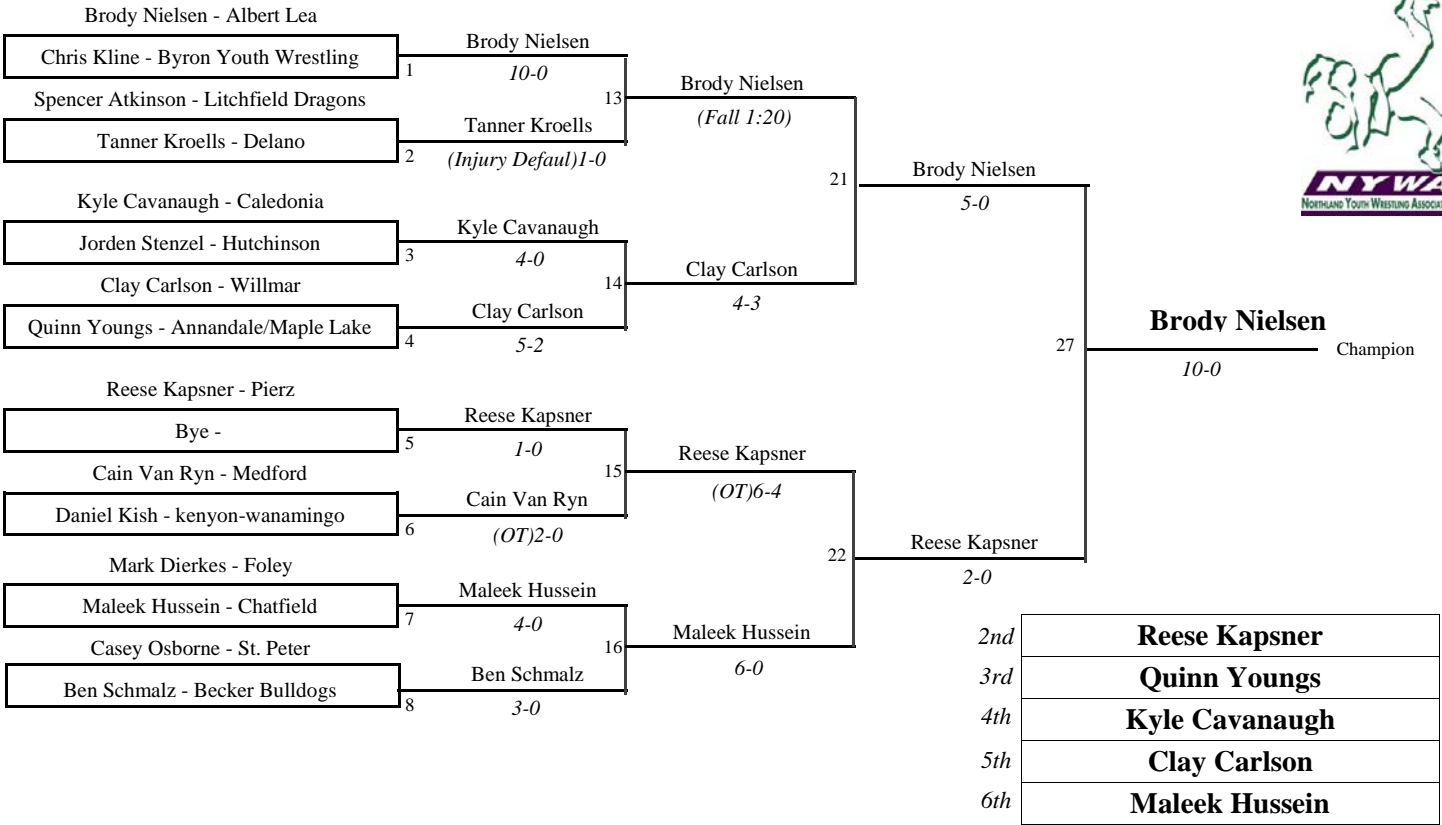 Brody Nielsen - Albert Lea
Chris Kline - Byron Youth Wrestling
1
Spencer Atkinson - Litchfield Dragons
Tanner Kroells - Delano
2
Kyle Cavanaugh - Caledonia
Jorden Stenzel - Hutchinson
3
Clay Carlson - Willmar
Quinn Youngs - Annandale/Maple Lake
4
Reese Kapsner - Pierz
Bye -
5
Cain Van Ryn - Medford
Daniel Kish - kenyon-wanamingo
6
Mark Dierkes - Foley
Maleek Hussein - Chatfield
7
Casey Osborne - St. Peter
Ben Schmalz - Becker Bulldogs
8
Brody Nielsen
10-0
13
Tanner Kroells
(Injury Defaul)1-0
Kyle Cavanaugh
4-0
14
Clay Carlson
5-2
Reese Kapsner
1-0
15
Cain Van Ryn
(OT)2-0
Maleek Hussein
4-0
16
Ben Schmalz
3-0
Brody Nielsen
(Fall 1:20)
21
Clay Carlson
4-3
Reese Kapsner
(OT)6-4
22
Maleek Hussein
6-0
Brody Nielsen
5-0
27
Reese Kapsner
2-0
Brody Nielsen
Champion
10-0
NYWA
NORTHLAND YOUTH WRESTLING
2nd Reese Kapsner
3rd Quinn Youngs
4th Kyle Cavanaugh
5th Clay Carlson
6th Maleek Hussein